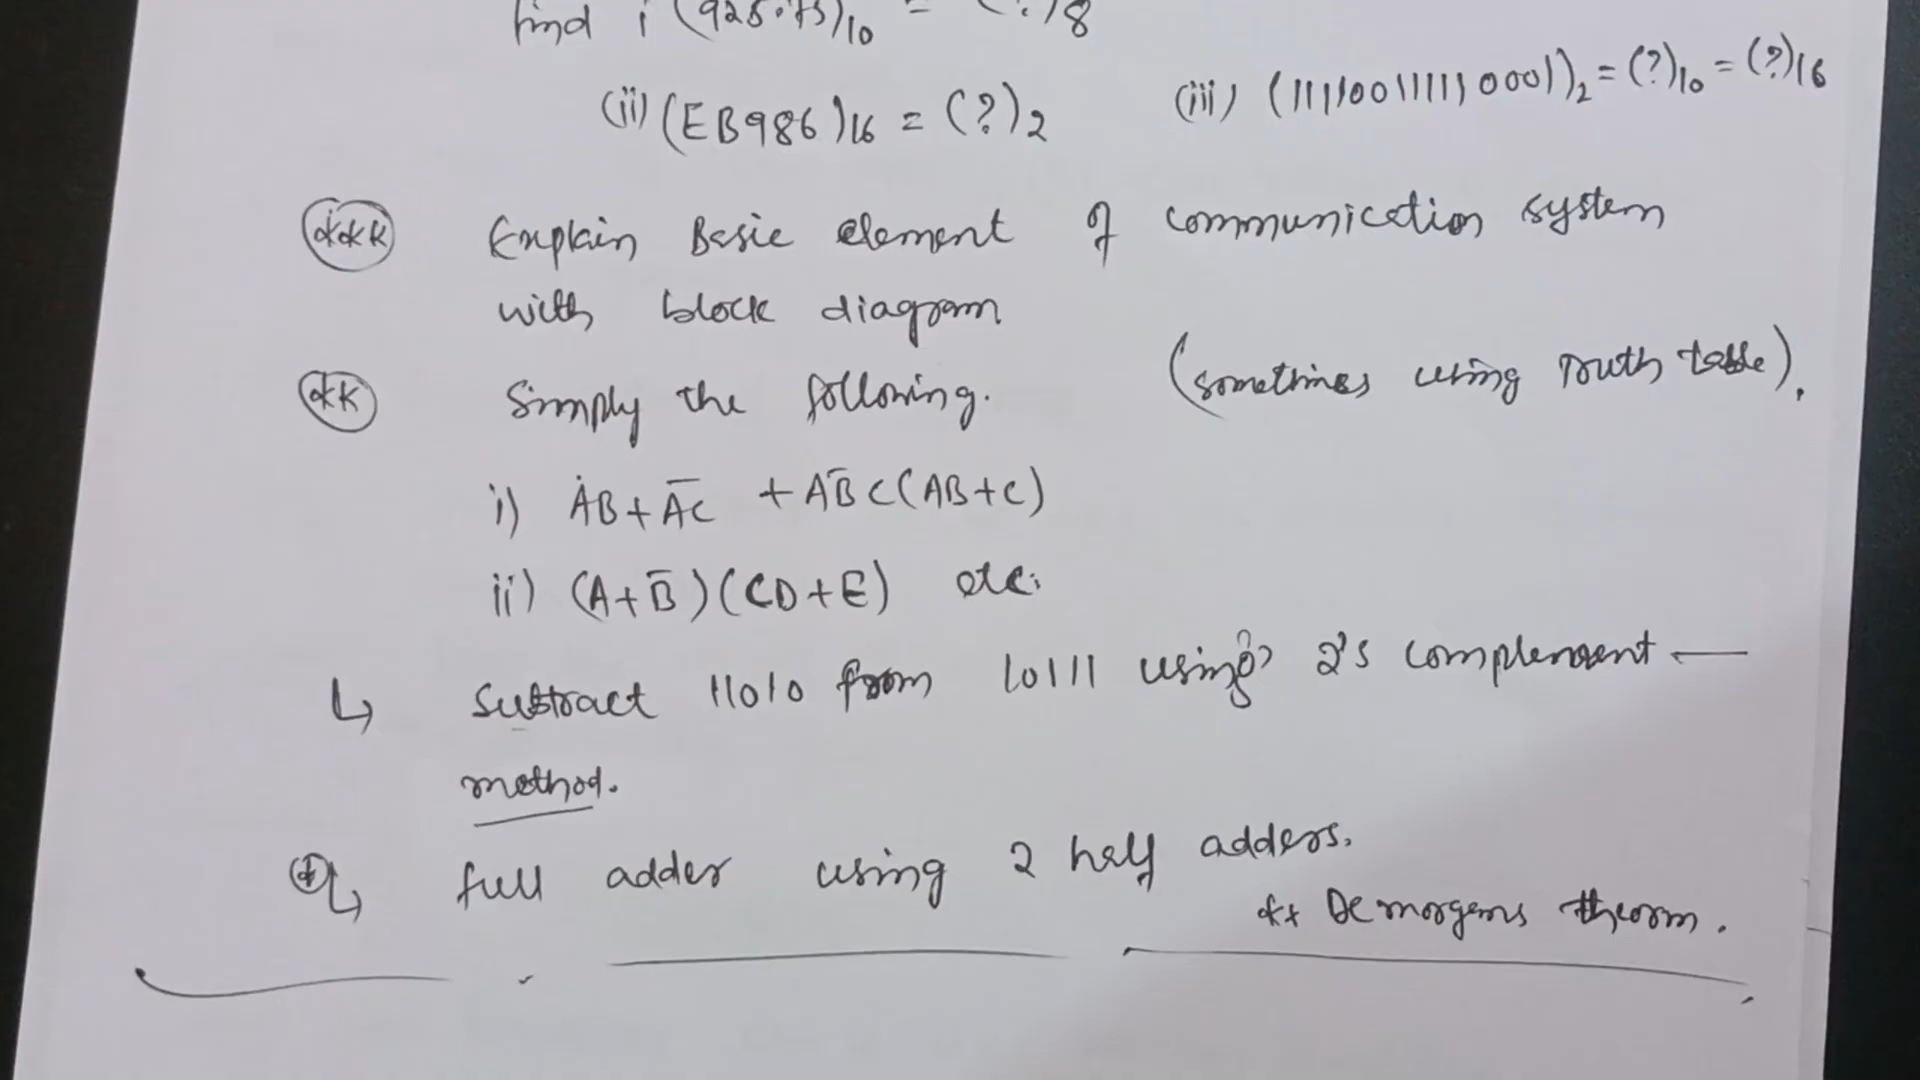 find i (925.75)10 = (?)8
(ii) (EB986)16 = (?)2 (iii) (1111001111110001)2 = (?)10 = (?)16
Explain Basic element of communication system
with block diagram
Simply the following. (sometimes using Truth table).
i) AB + A̅C̅ + AB̅C(AB+C)
ii) (A+B̅)(CD+E) etc.
↳ Subtract 11010 from 10111 using 2's complement —
method.
↳ full adder using 2 half adders.
** De morgens theorm.